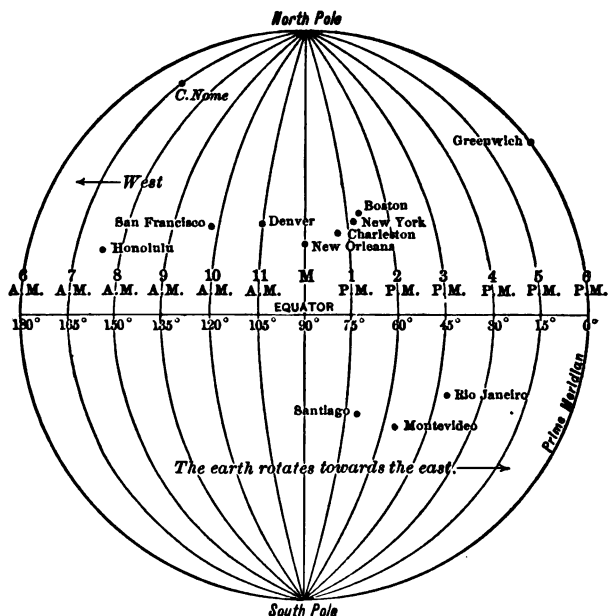 North Pole
C.Nome
Greenwich
West
Boston
San Francisco
Denver
New York
Charleston
Honolulu
New Orleans
6 7 8 9 10 11 M 1 2 3 4 5 6
A.M. A.M. A.M. A.M. A.M. A.M. P.M. P.M. P.M. P.M. P.M. P.M.
EQUATOR
180° 165° 150° 135° 120° 105° 90° 75° 60° 45° 30° 15° 0°
Rio Janeiro
Santiago
Montevideo
Prime Meridian
The earth rotates towards the east.
South Pole